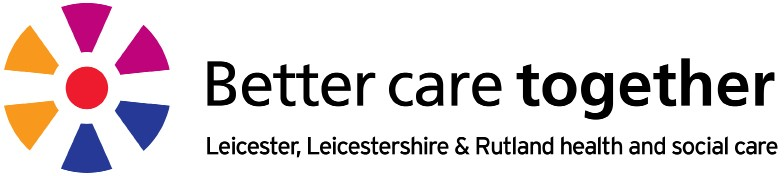 Better care together
Leicester, Leicestershire & Rutland health and social care